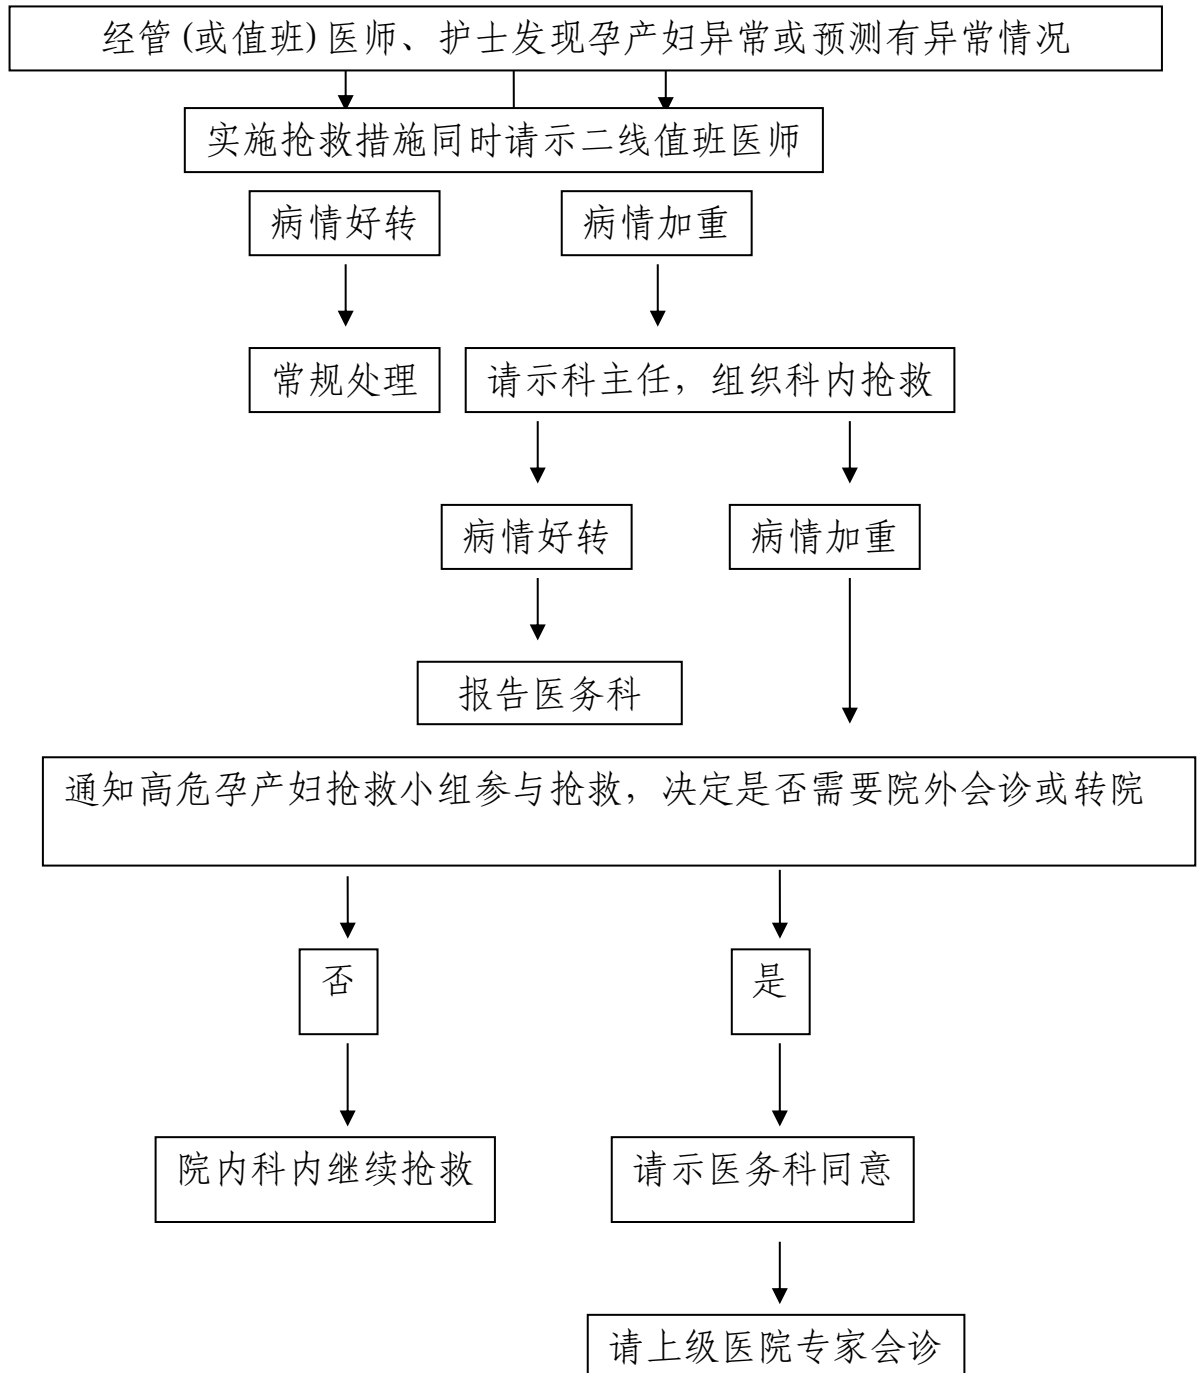 经管(或值班)医师、护士发现孕产妇异常或预测有异常情况
实施抢救措施同时请示二线值班医师
病情好转
病情加重
常规处理
请示科主任，组织科内抢救
病情好转
病情加重
报告医务科
通知高危孕产妇抢救小组参与抢救，决定是否需要院外会诊或转院
否
是
院内科内继续抢救
请示医务科同意
请上级医院专家会诊